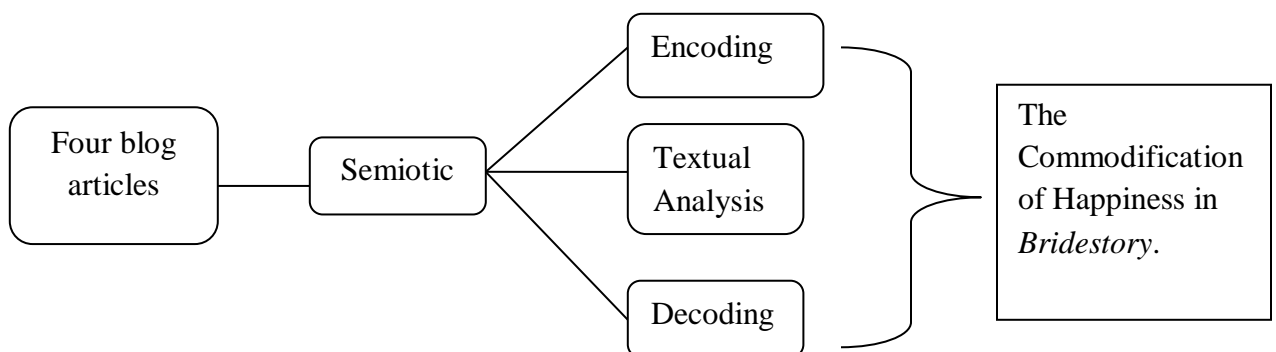 Four blog
articles
Semiotic
Encoding
Textual
Analysis
Decoding
The
Commodification
of Happiness in
Bridestory.